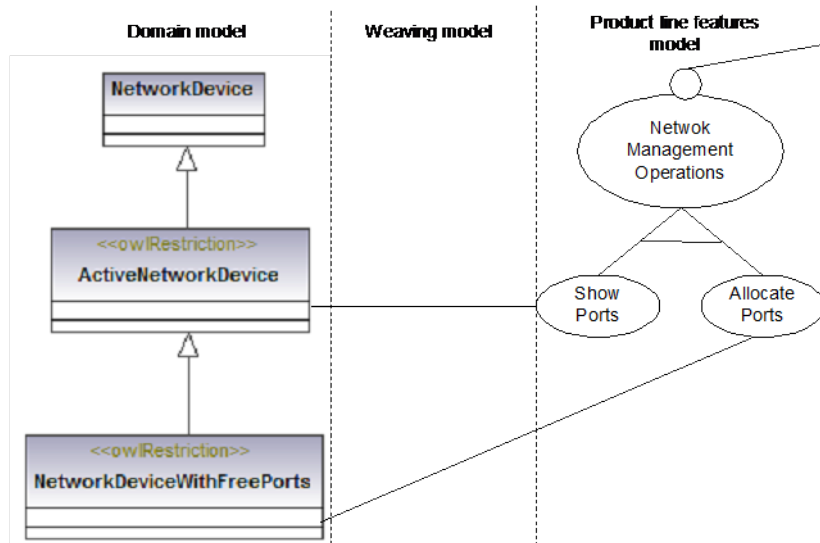 Domain model
Weaving model
Product line features
model
NetworkDevice
<<owlRestriction>>
ActiveNetworkDevice
<<owlRestriction>>
NetworkDeviceWithFreePorts
Netwok
Management
Operations
Show
Ports
Allocate
Ports